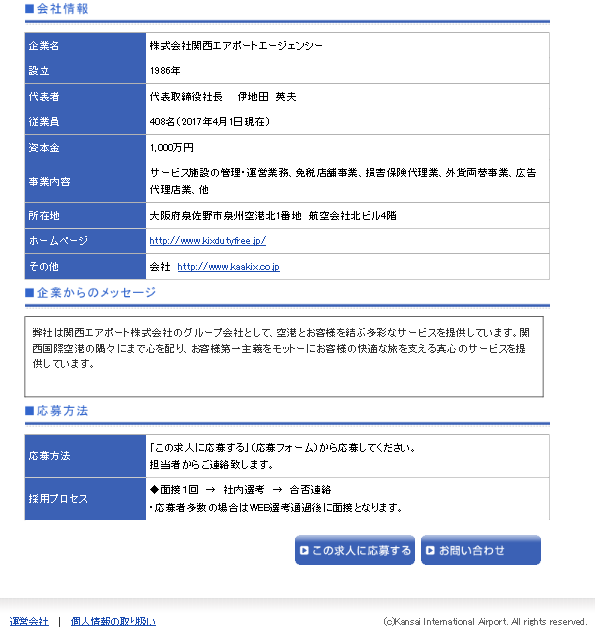 ■会社情報
企業名 株式会社関西エアポートエージェンシー
設立 1986年
代表者 代表取締役社長 伊地田 英夫
従業員 408名(2017年4月1日現在)
資本金 1,000万円
事業内容 サービス施設の管理・運営業務、免税店舗事業、損害保険代理業、外貨両替事業、広告
代理店業、他
所在地 大阪府泉佐野市泉州空港北1番地 航空会社北ビル4階
ホームページ http://www.kixdutyfree.jp/
その他 会社 http://www.kaakix.co.jp
■企業からのメッセージ
弊社は関西エアポート株式会社のグループ会社として、空港とお客様を結ぶ多彩なサービスを提供しています。関
西国際空港の隅々にまで心を配り、お客様第一主義をモットーにお客様の快適な旅を支える真心のサービスを提
供しています。
■応募方法
応募方法 「この求人に応募する」(応募フォーム)から応募してください。
担当者からご連絡致します。
採用プロセス ◆面接1回 → 社内選考 → 合否連絡
・応募者多数の場合はWEB選考通過後に面接となります。
この求人に応募する お問い合わせ
運営会社 | 個人情報の取り扱い (c)Kansai International Airport. All rights reserved.